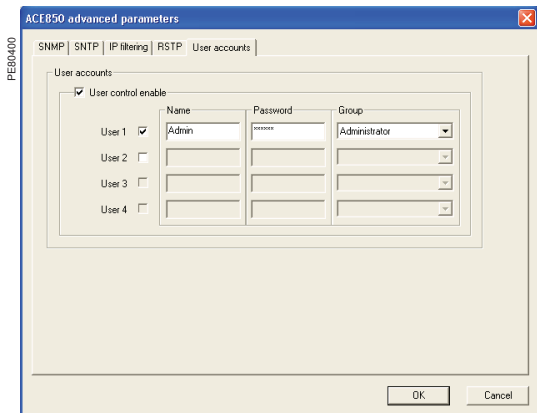 ACE850 advanced parameters
PE80400
SNMP SNTP IP filtering RSTP User accounts
User accounts
User control enable
Name Password Group
User 1 Admin ****** Administrator
User 2
User 3
User 4
OK Cancel